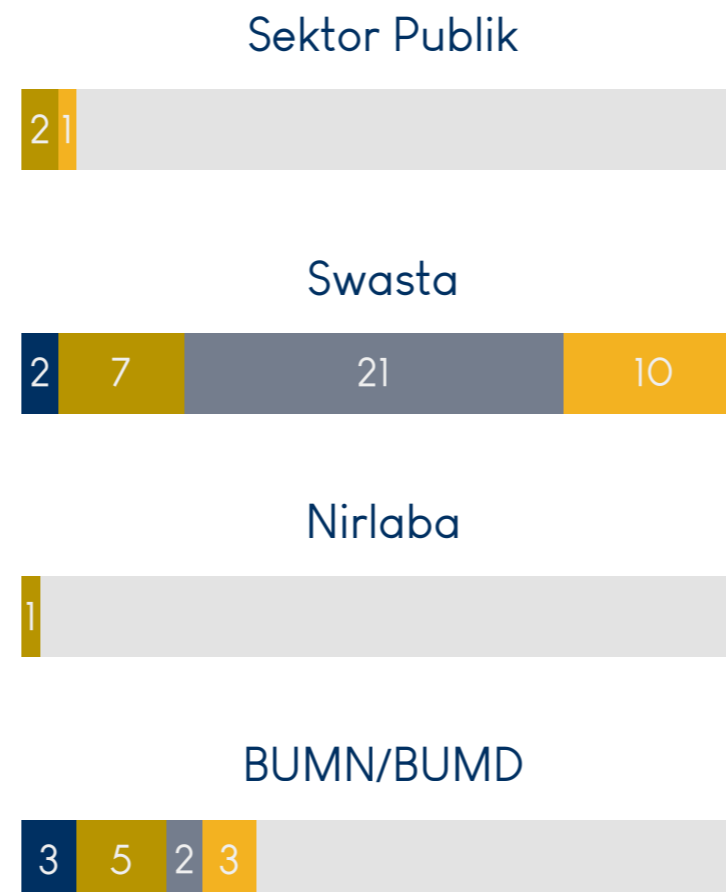 Sektor Publik
2 1
Swasta
2 7 21 10
Nirlaba
1
BUMN/BUMD
3 5 2 3